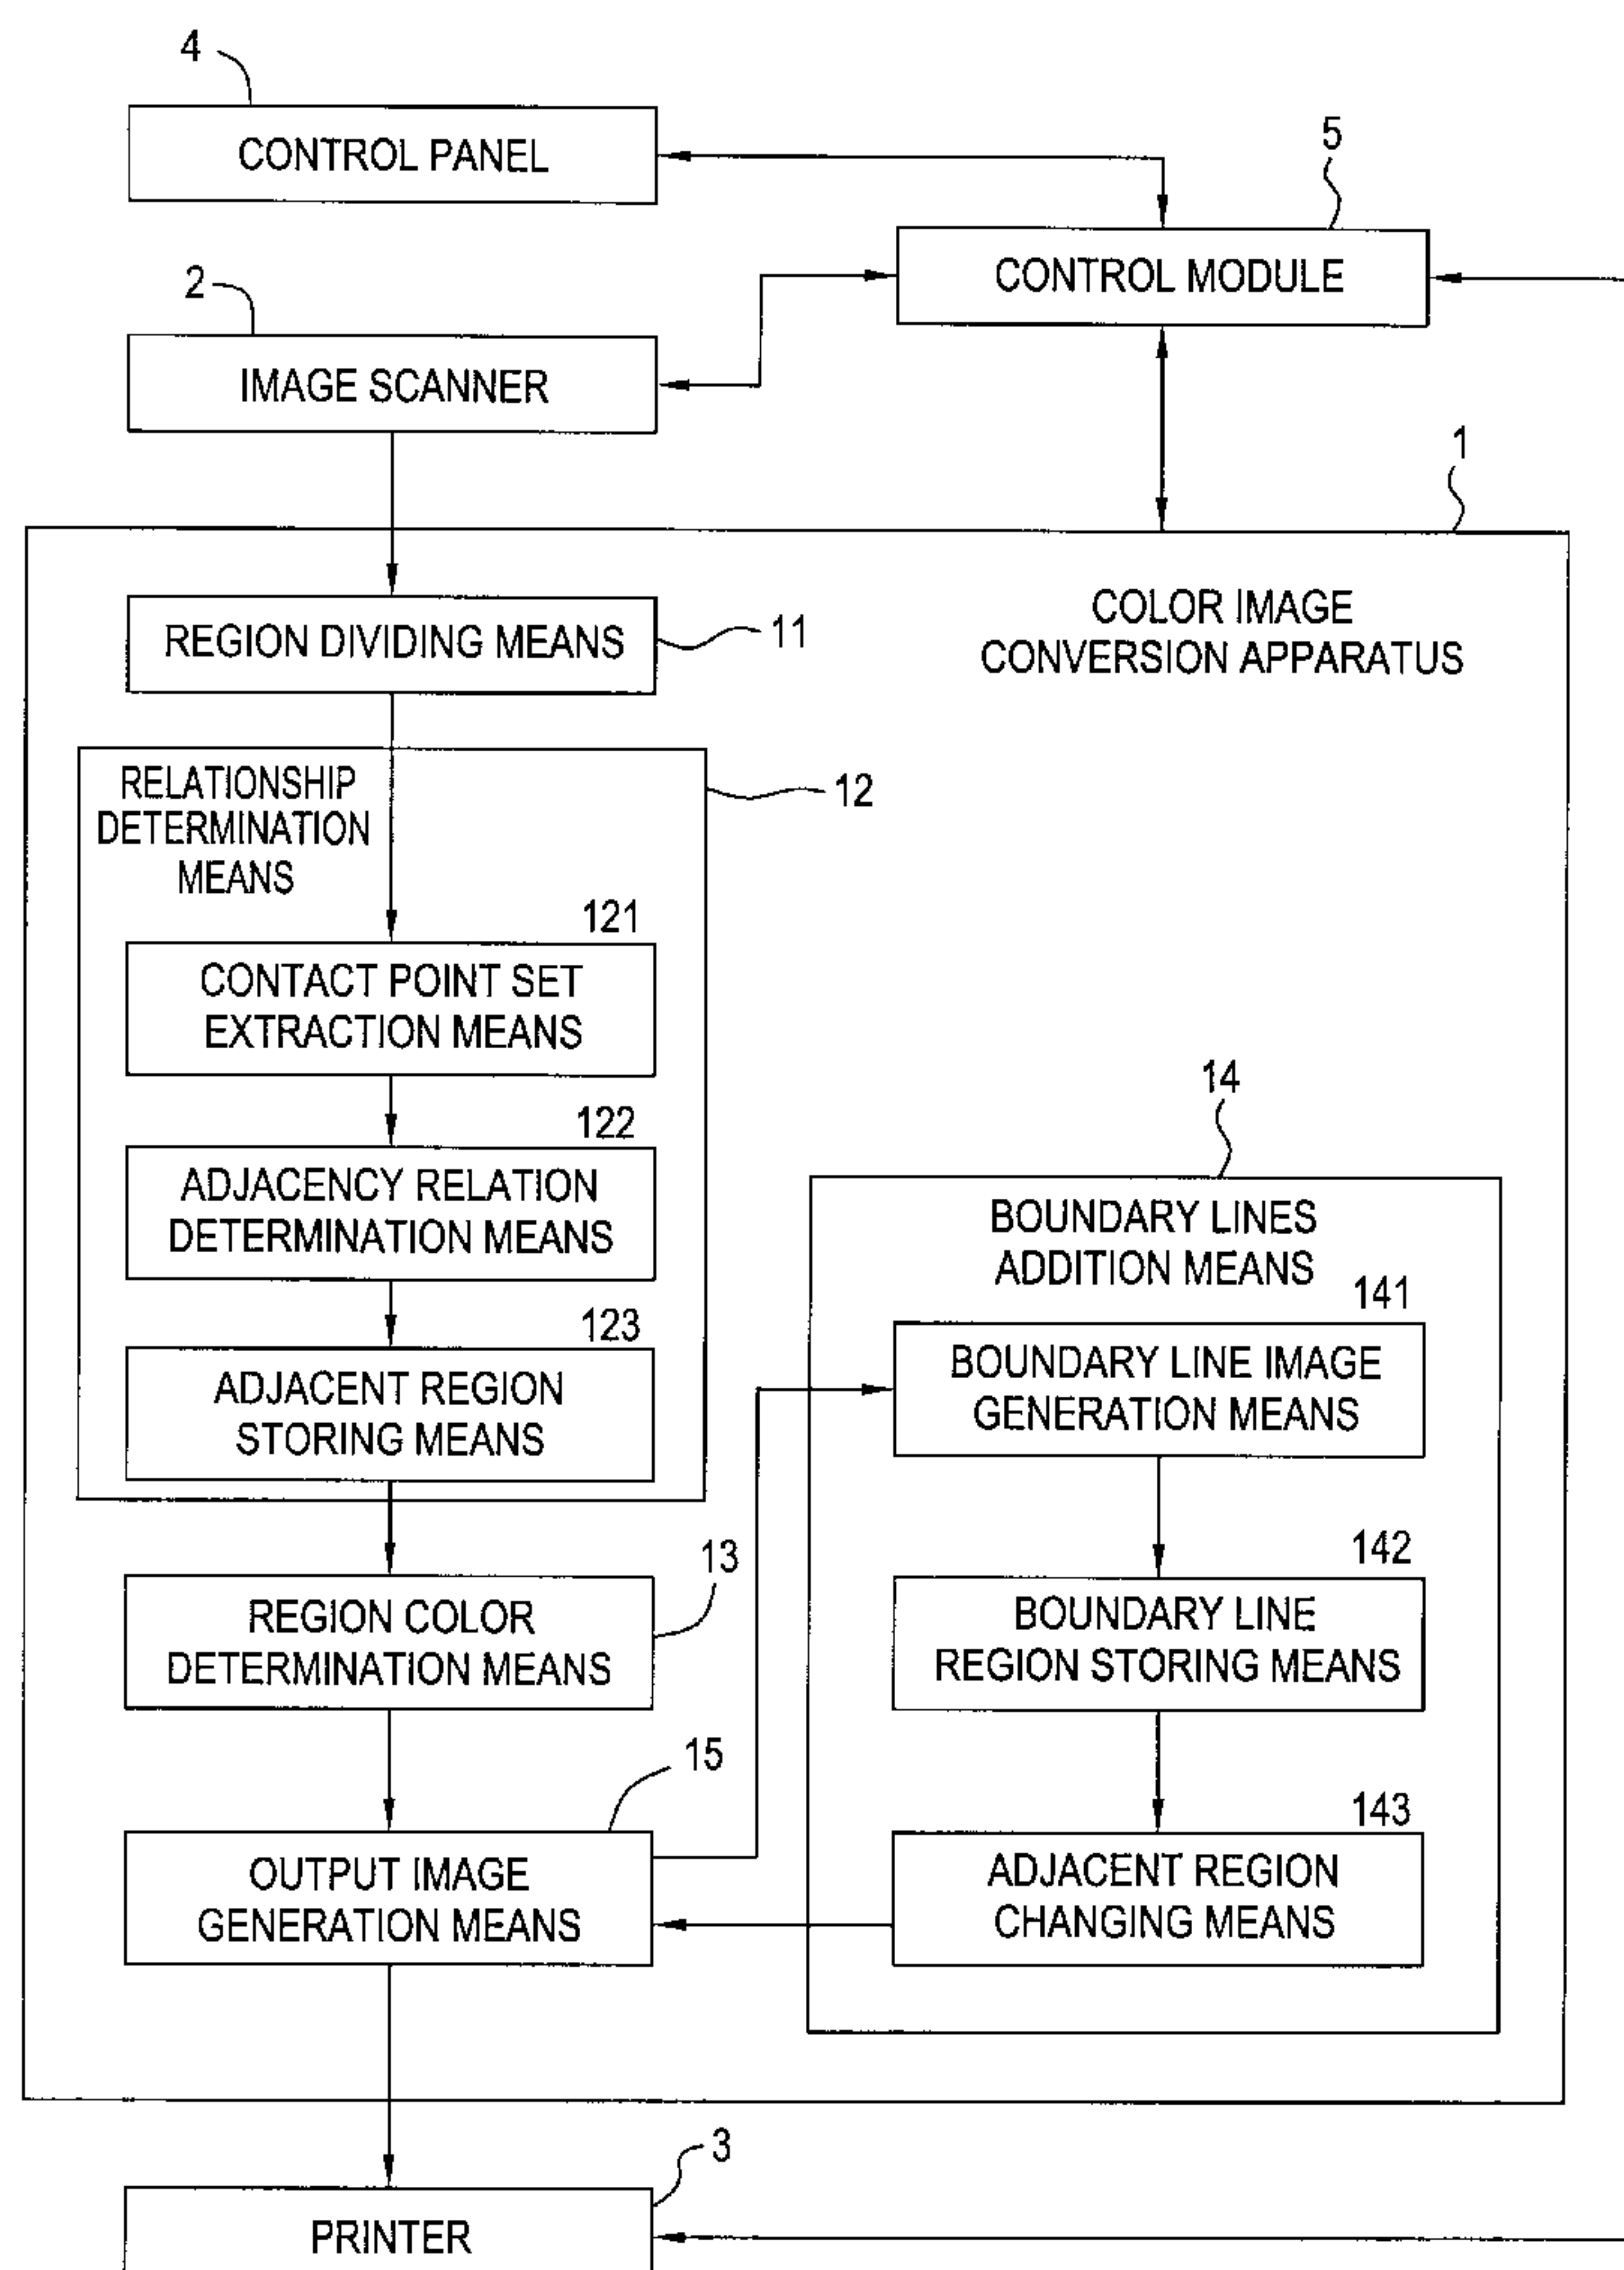 4
CONTROL PANEL
5
CONTROL MODULE
2
IMAGE SCANNER
1
COLOR IMAGE
CONVERSION APPARATUS
REGION DIVIDING MEANS
11
RELATIONSHIP
DETERMINATION
MEANS
12
121
CONTACT POINT SET
EXTRACTION MEANS
122
ADJACENCY RELATION
DETERMINATION MEANS
123
ADJACENT REGION
STORING MEANS
14
BOUNDARY LINES
ADDITION MEANS
141
BOUNDARY LINE IMAGE
GENERATION MEANS
142
BOUNDARY LINE
REGION STORING MEANS
143
ADJACENT REGION
CHANGING MEANS
13
REGION COLOR
DETERMINATION MEANS
15
OUTPUT IMAGE
GENERATION MEANS
3
PRINTER